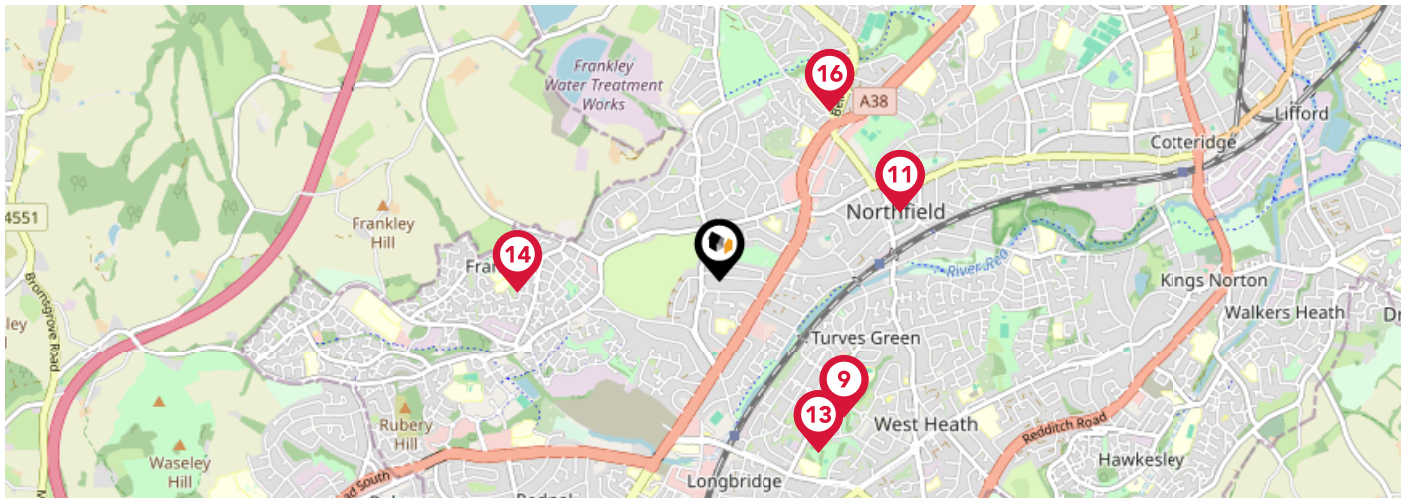 Frankley
Water Treatment
Works
16
A38
Lifford
Cotteridge
11
4551
Northfield
Frankley
Hill
14
River Rea
Kings Norton
Walkers Heath
Bromsgrove Road
Turves Green
9
13
West Heath
Rubery
Hill
Redditch Road
Waseley
Hill
Hawkesley
Longbridge